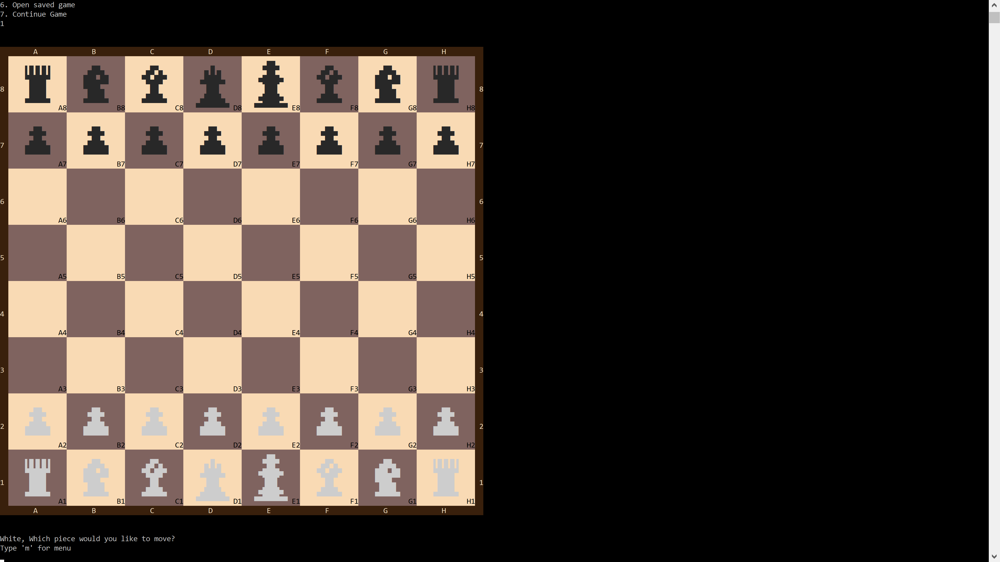 6. Open saved game
7. Continue Game
1
A B C D E F G H
8 8
A8 B8 C8 D8 E8 F8 G8 H8
7 7
A7 B7 C7 D7 E7 F7 G7 H7
6 6
A6 B6 C6 D6 E6 F6 G6 H6
5 5
A5 B5 C5 D5 E5 F5 G5 H5
4 4
A4 B4 C4 D4 E4 F4 G4 H4
3 3
A3 B3 C3 D3 E3 F3 G3 H3
2 2
A2 B2 C2 D2 E2 F2 G2 H2
1 1
A1 B1 C1 D1 E1 F1 G1 H1
A B C D E F G H
White, Which piece would you like to move?
Type 'm' for menu